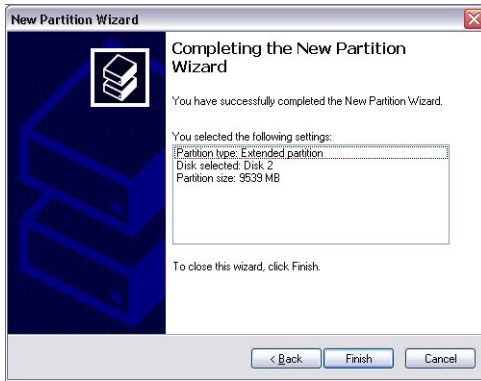 New Partition Wizard
Completing the New Partition
Wizard
You have successfully completed the New Partition Wizard.
You selected the following settings:
Partition type: Extended partition
Disk selected: Disk 2
Partition size: 9539 MB
To close this wizard, click Finish.
< Back Finish Cancel